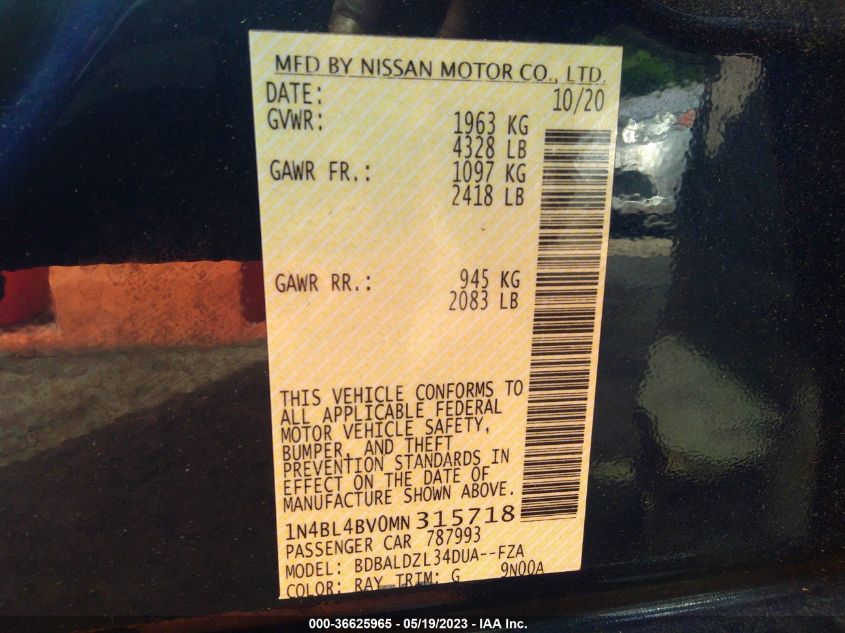 MFD BY NISSAN MOTOR CO., LTD.
DATE: 10/20
GVWR: 1963 KG
4328 LB
GAWR FR.: 1097 KG
2418 LB
GAWR RR.: 945 KG
2083 LB
THIS VEHICLE CONFORMS TO
ALL APPLICABLE FEDERAL
MOTOR VEHICLE SAFETY,
BUMPER, AND THEFT
PREVENTION STANDARDS IN
EFFECT ON THE DATE OF
MANUFACTURE SHOWN ABOVE.
1N4BL4BV0MN 315718
PASSENGER CAR 787993
MODEL: BDBALDZL34DUA--FZA
COLOR: RAY TRIM: G 9N00A
000-36625965 - 05/19/2023 - IAA Inc.